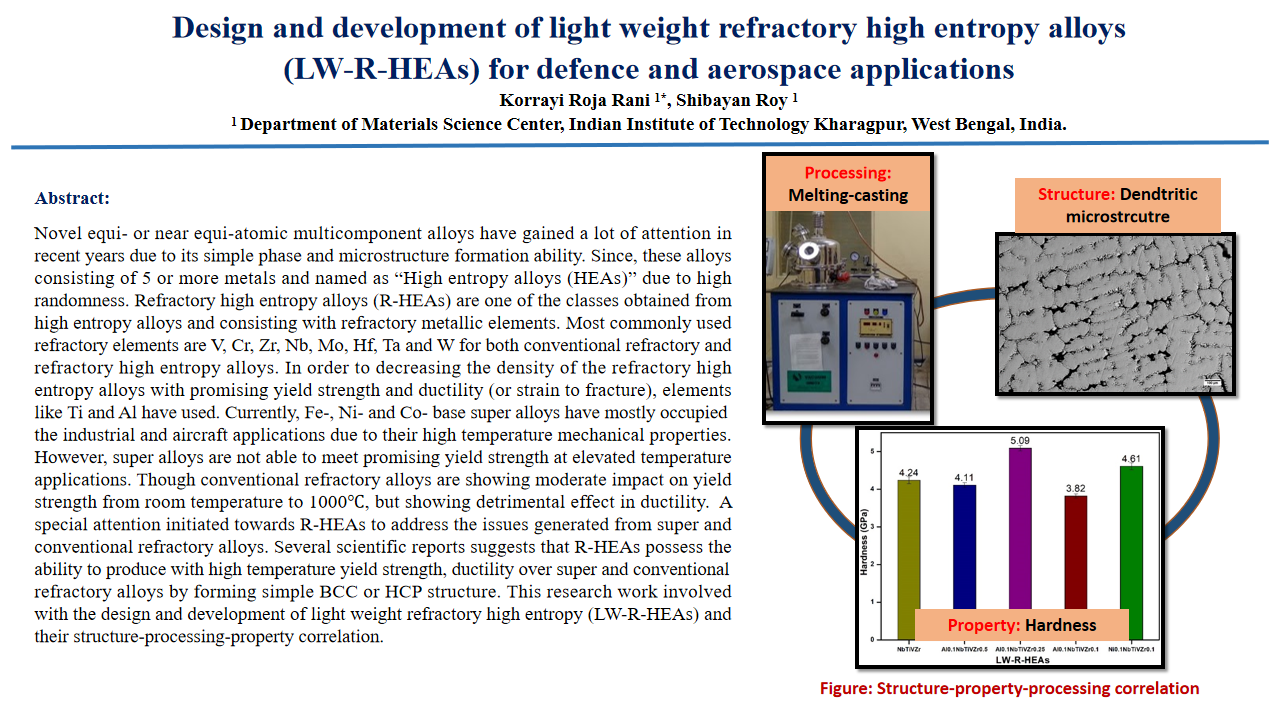 Design and development of light weight refractory high entropy alloys
(LW-R-HEAs) for defence and aerospace applications
Korrayi Roja Rani 1*, Shibayan Roy 1
1 Department of Materials Science Center, Indian Institute of Technology Kharagpur, West Bengal, India.
Abstract:
Novel equi- or near equi-atomic multicomponent alloys have gained a lot of attention in
recent years due to its simple phase and microstructure formation ability. Since, these alloys
consisting of 5 or more metals and named as “High entropy alloys (HEAs)” due to high
randomness. Refractory high entropy alloys (R-HEAs) are one of the classes obtained from
high entropy alloys and consisting with refractory metallic elements. Most commonly used
refractory elements are V, Cr, Zr, Nb, Mo, Hf, Ta and W for both conventional refractory and
refractory high entropy alloys. In order to decreasing the density of the refractory high
entropy alloys with promising yield strength and ductility (or strain to fracture), elements
like Ti and Al have used. Currently, Fe-, Ni- and Co- base super alloys have mostly occupied
the industrial and aircraft applications due to their high temperature mechanical properties.
However, super alloys are not able to meet promising yield strength at elevated temperature
applications. Though conventional refractory alloys are showing moderate impact on yield
strength from room temperature to 1000℃, but showing detrimental effect in ductility. A
special attention initiated towards R-HEAs to address the issues generated from super and
conventional refractory alloys. Several scientific reports suggests that R-HEAs possess the
ability to produce with high temperature yield strength, ductility over super and conventional
refractory alloys by forming simple BCC or HCP structure. This research work involved
with the design and development of light weight refractory high entropy (LW-R-HEAs) and
their structure-processing-property correlation.
Processing:
Melting-casting
Structure: Dendtritic
microstrcutre
Hardness (GPa)
5
4
3
2
1
0
4.24
4.11
5.09
3.82
4.61
Property: Hardness
NbTiVZr
Al0.1NbTiVZr0.5
Al0.1NbTiVZr0.25
Al0.1NbTiVZr0.1
Ni0.1NbTiVZr0.1
LW-R-HEAs
Figure: Structure-property-processing correlation